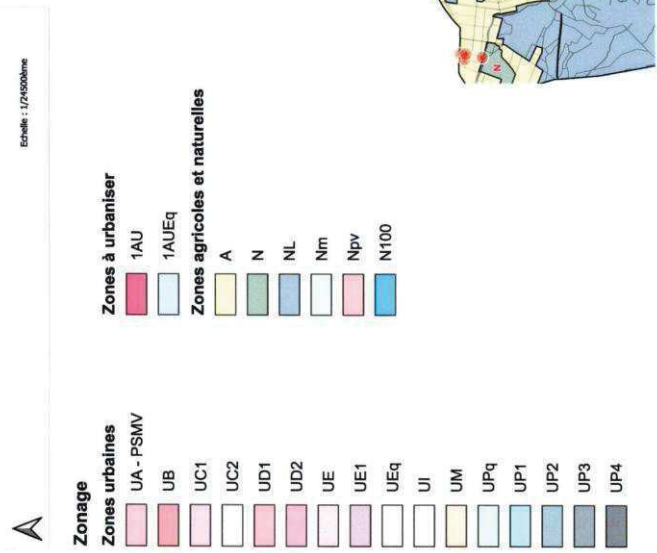 Echelle : 1/24500ème
Zonage
Zones urbaines
UA - PSMV
UB
UC1
UC2
UD1
UD2
UE
UE1
UEq
UI
UM
UPq
UP1
UP2
UP3
UP4
Zones à urbaniser
1AU
1AUEq
Zones agricoles et naturelles
A
N
NL
Nm
Npv
N100
N